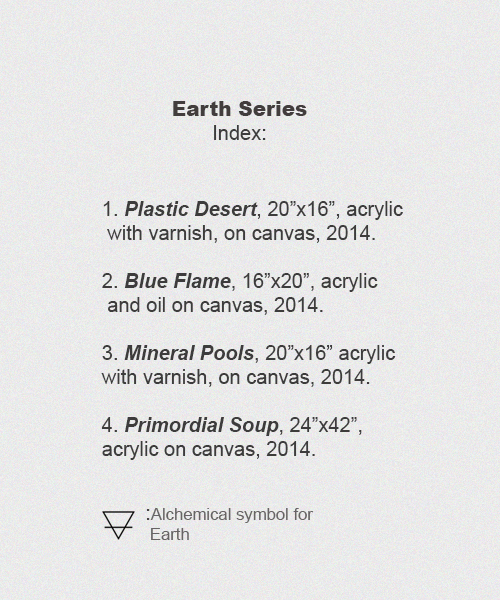 Earth Series
Index:
1. Plastic Desert, 20”x16”, acrylic
with varnish, on canvas, 2014.
2. Blue Flame, 16”x20”, acrylic
and oil on canvas, 2014.
3. Mineral Pools, 20”x16” acrylic
with varnish, on canvas, 2014.
4. Primordial Soup, 24”x42”,
acrylic on canvas, 2014.
:Alchemical symbol for
Earth